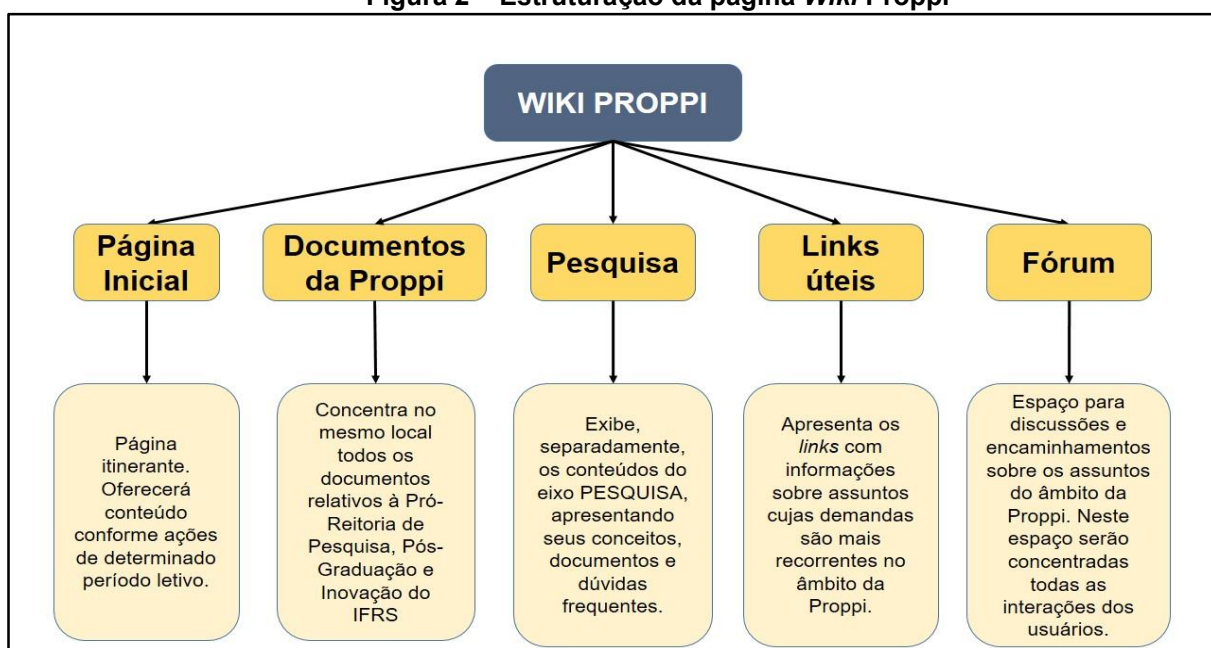 Figura 2 – Estruturação da página Wiki Proppi
WIKI PROPPI
Página
Inicial
Documentos
da Proppi
Pesquisa
Links
úteis
Fórum
Página
itinerante.
Oferecerá
conteúdo
conforme ações
de determinado
período letivo.
Concentra no
mesmo local
todos os
documentos
relativos à Pró-
Reitoria de
Pesquisa, Pós-
Graduação e
Inovação do
IFRS
Exibe,
separadamente,
os conteúdos do
eixo PESQUISA,
apresentando
seus conceitos,
documentos e
dúvidas
frequentes.
Apresenta os
links com
informações
sobre assuntos
cujas demandas
são mais
recorrentes no
âmbito da
Proppi.
Espaço para
discussões e
encaminhamentos
sobre os assuntos
do âmbito da
Proppi. Neste
espaço serão
concentradas
todas as
interações dos
usuários.